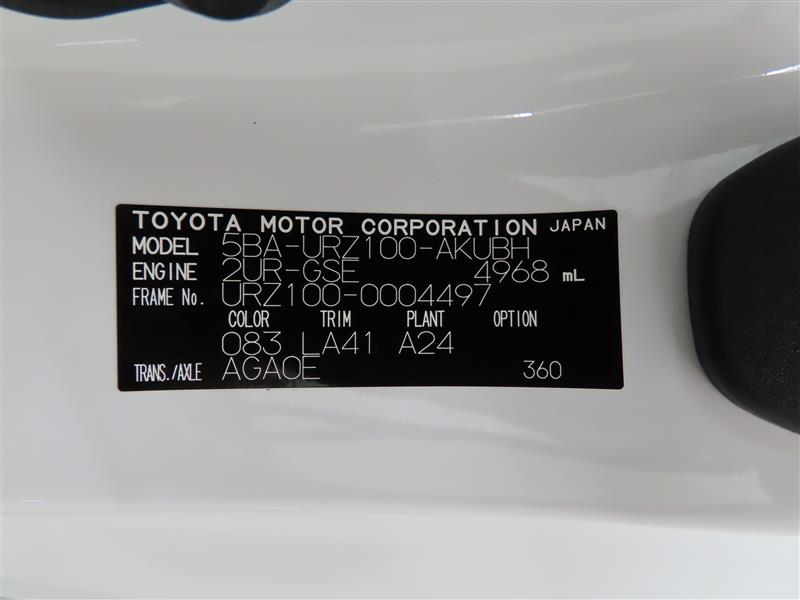 TOYOTA MOTOR CORPORATION JAPAN
MODEL 5BA-URZ100-AKUBH
ENGINE 2UR-GSE 4968 mL
FRAME No. URZ100-0004497
COLOR TRIM PLANT OPTION
083 LA41 A24
TRANS./AXLE AGA0E 360